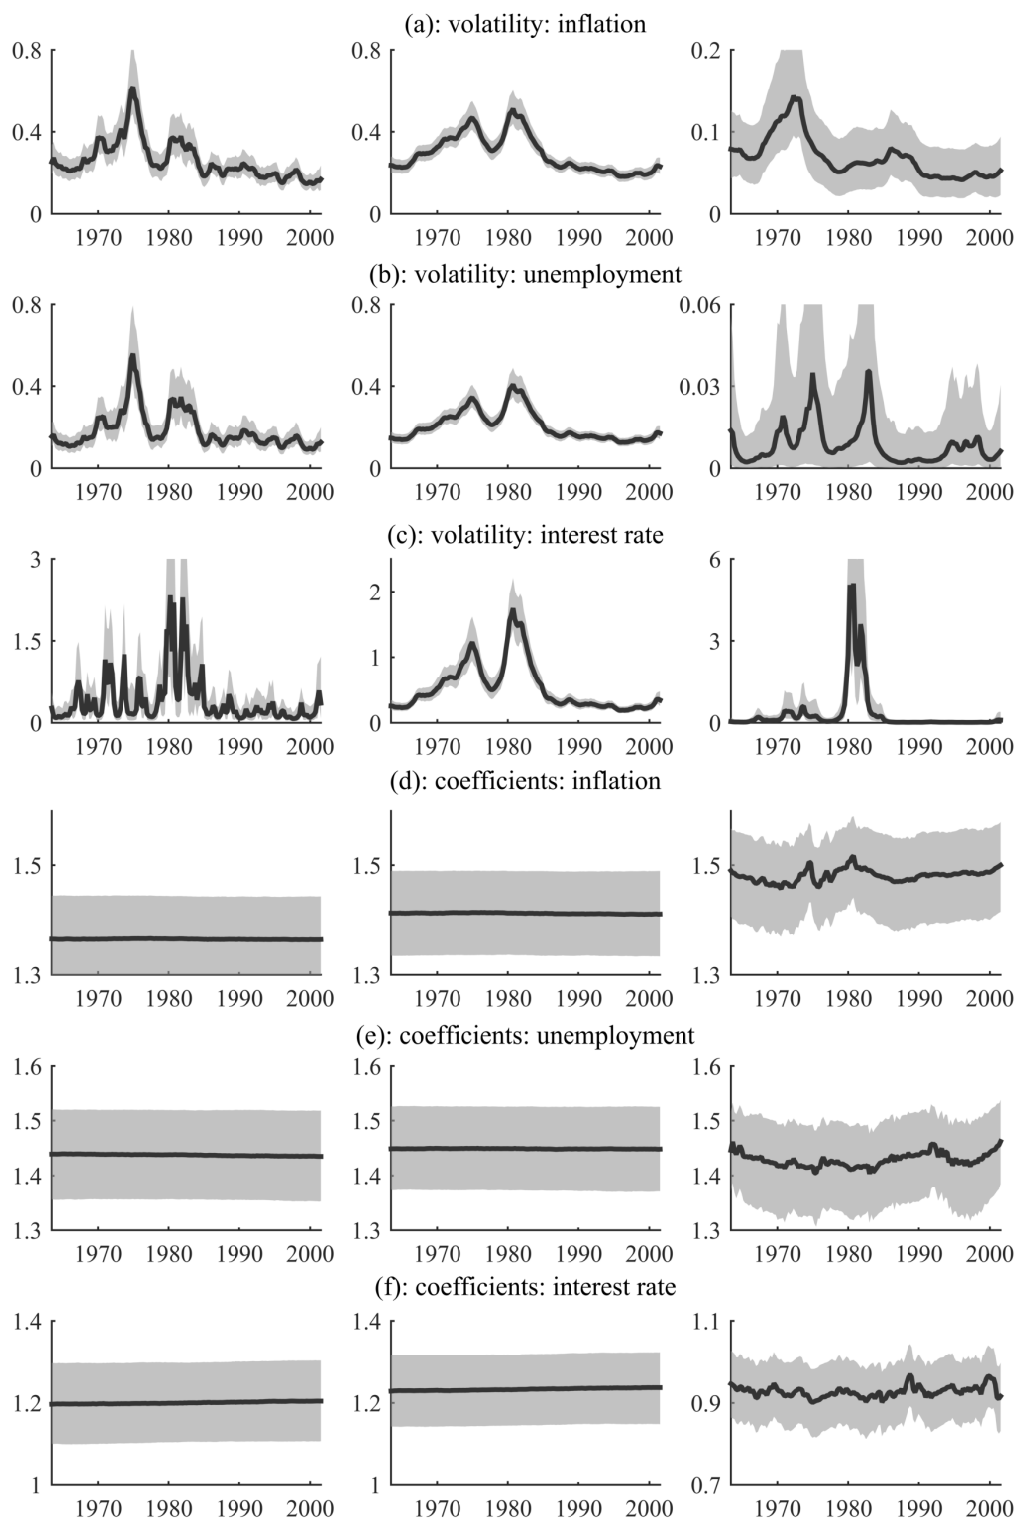 (a): volatility: inflation
0.8 0.8 0.2
0.4 0.4 0.1
0 0 0
1970 1980 1990 2000 1970 1980 1990 2000 1970 1980 1990 2000
(b): volatility: unemployment
0.8 0.8 0.06
0.4 0.4 0.03
0 0 0
1970 1980 1990 2000 1970 1980 1990 2000 1970 1980 1990 2000
(c): volatility: interest rate
3 6
2
1.5 3
1
0 0 0
1970 1980 1990 2000 1970 1980 1990 2000 1970 1980 1990 2000
(d): coefficients: inflation
1.5 1.5 1.5
1.3 1.3 1.3
1970 1980 1990 2000 1970 1980 1990 2000 1970 1980 1990 2000
(e): coefficients: unemployment
1.6 1.6 1.6
1.5 1.5 1.5
1.4 1.4 1.4
1.3 1.3 1.3
1970 1980 1990 2000 1970 1980 1990 2000 1970 1980 1990 2000
(f): coefficients: interest rate
1.4 1.4 1.1
1.2 1.2 0.9
1 1 0.7
1970 1980 1990 2000 1970 1980 1990 2000 1970 1980 1990 2000